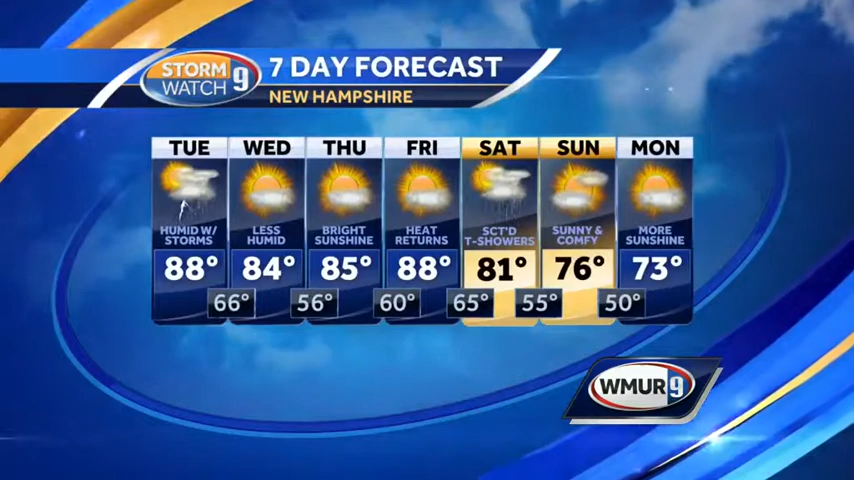 STORM
WATCH 9
7 DAY FORECAST
NEW HAMPSHIRE
TUE WED THU FRI SAT SUN MON
HUMID W/ STORMS
LESS HUMID
BRIGHT SUNSHINE
HEAT RETURNS
SCT'D T-SHOWERS
SUNNY & COMFY
MORE SUNSHINE
88° 84° 85° 88° 81° 76° 73°
66° 56° 60° 65° 55° 50°
WMUR 9